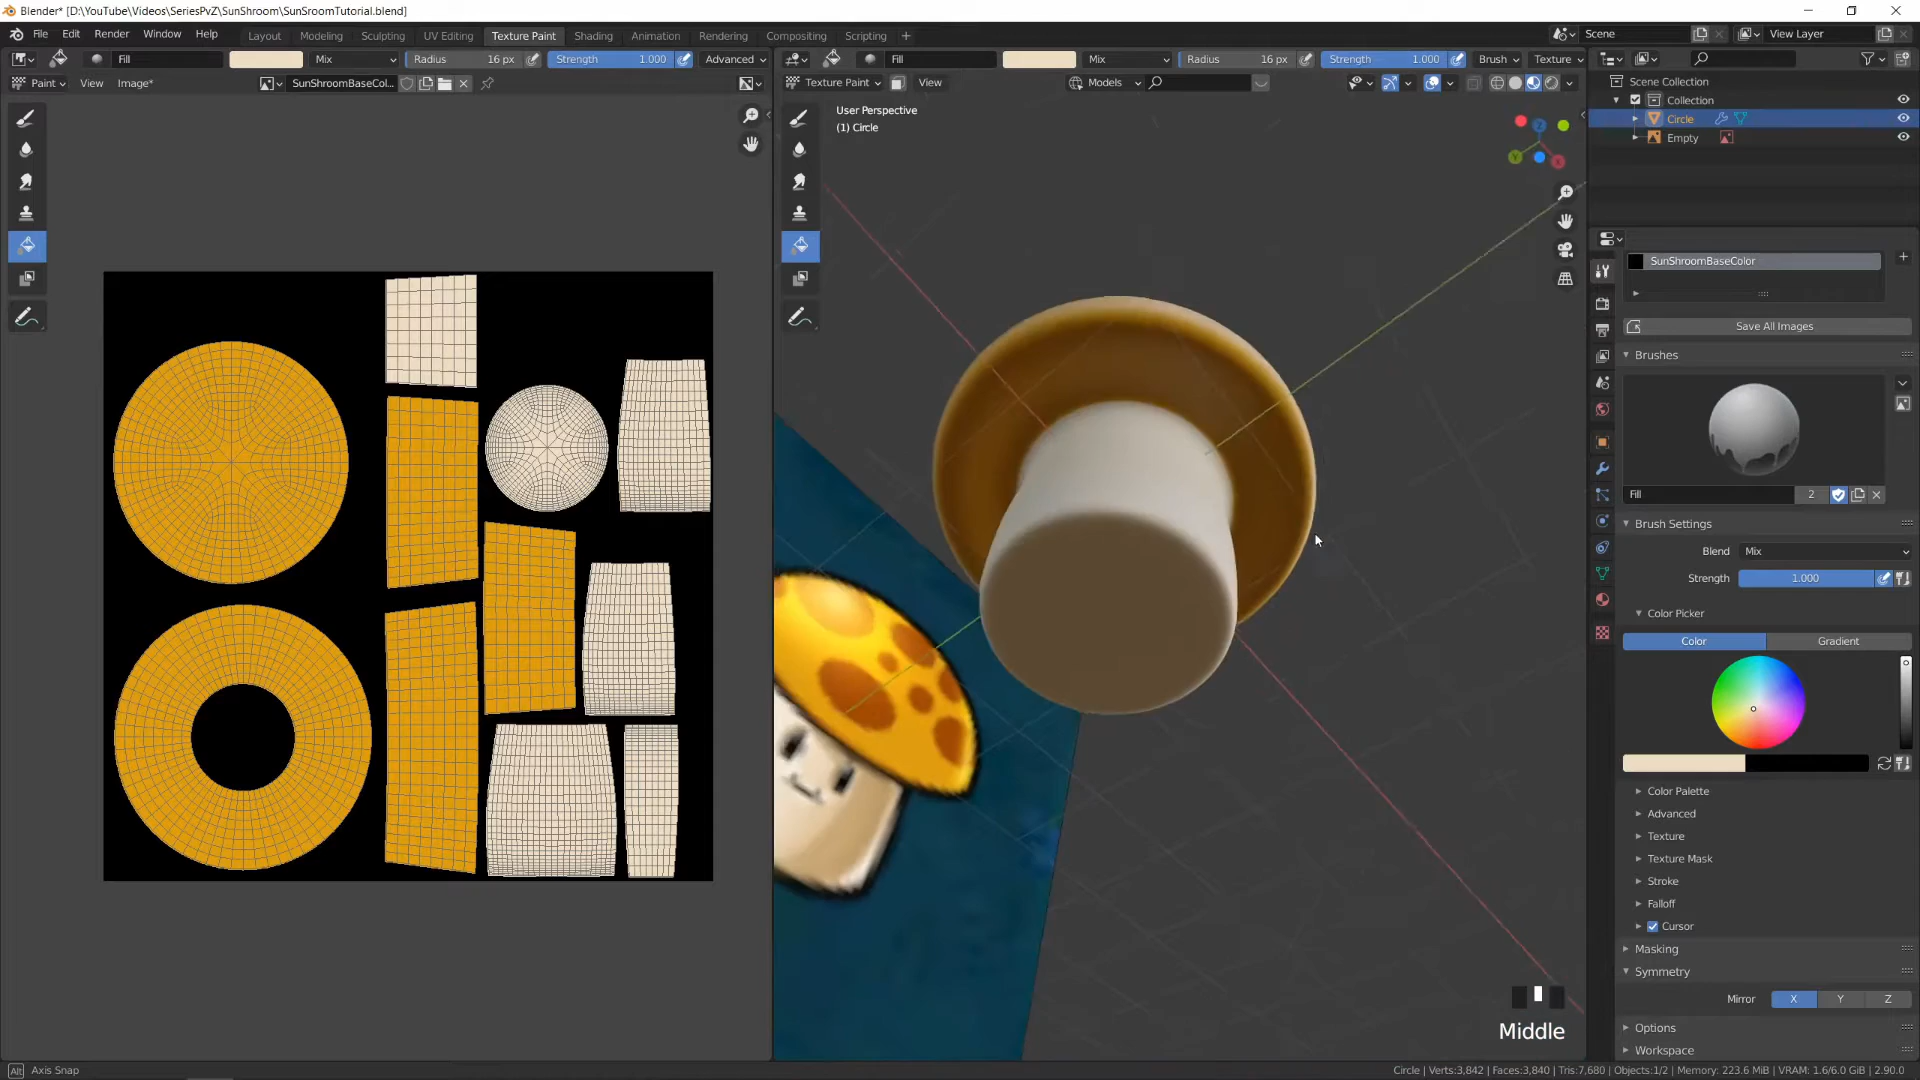 Blender* [D:\YouTube\Videos\SeriesPvZ\SunShroom\SunSroomTutorial.blend]
File Edit Render Window Help Layout Modeling Sculpting UV Editing Texture Paint Shading Animation Rendering Compositing Scripting + Scene View Layer
Fill Mix Radius 16 px Strength 1.000 Advanced Fill Mix Radius 16 px Strength 1.000 Brush Texture
Paint View Image* SunShroomBaseCol... Texture Paint View Models
Scene Collection
Collection
Circle
Empty
User Perspective
(1) Circle
SunShroomBaseColor
Save All Images
Brushes
Fill 2
Brush Settings
Blend Mix
Strength 1.000
Color Picker
Color Gradient
Color Palette
Advanced
Texture
Texture Mask
Stroke
Falloff
Cursor
Masking
Symmetry
Mirror X Y Z
Options
Workspace
Middle
Alt Axis Snap
Circle | Verts:3,842 | Faces:3,840 | Tris:7,680 | Objects:1/2 | Memory: 223.6 MiB | VRAM: 1.6/6.0 GiB | 2.90.0